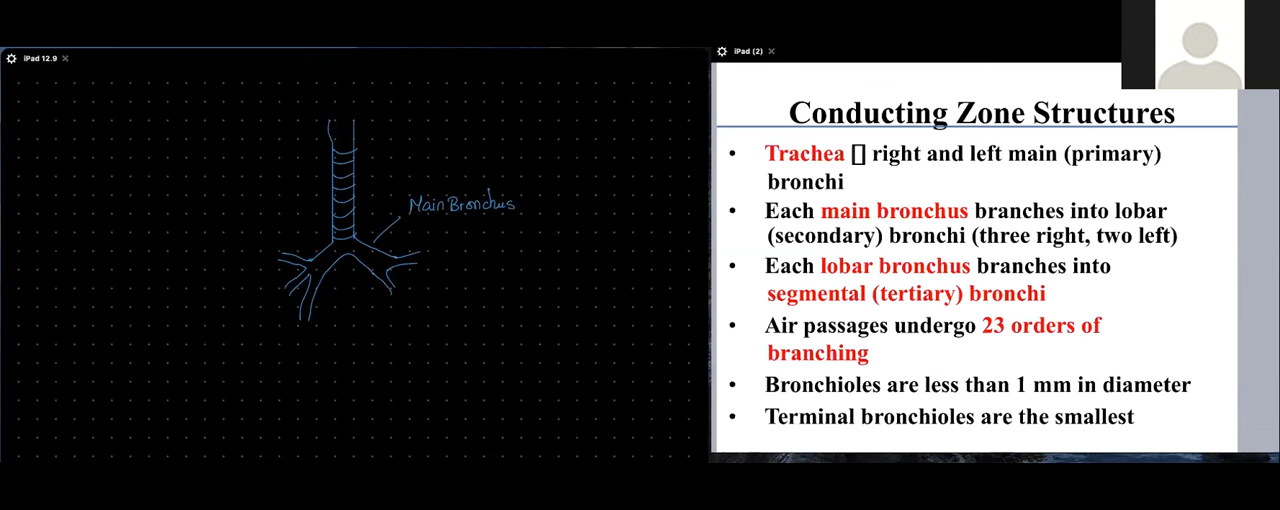 iPad 12.9
Main Bronchus
iPad (2)
Conducting Zone Structures
• Trachea [] right and left main (primary)
bronchi
• Each main bronchus branches into lobar
(secondary) bronchi (three right, two left)
• Each lobar bronchus branches into
segmental (tertiary) bronchi
• Air passages undergo 23 orders of
branching
• Bronchioles are less than 1 mm in diameter
• Terminal bronchioles are the smallest